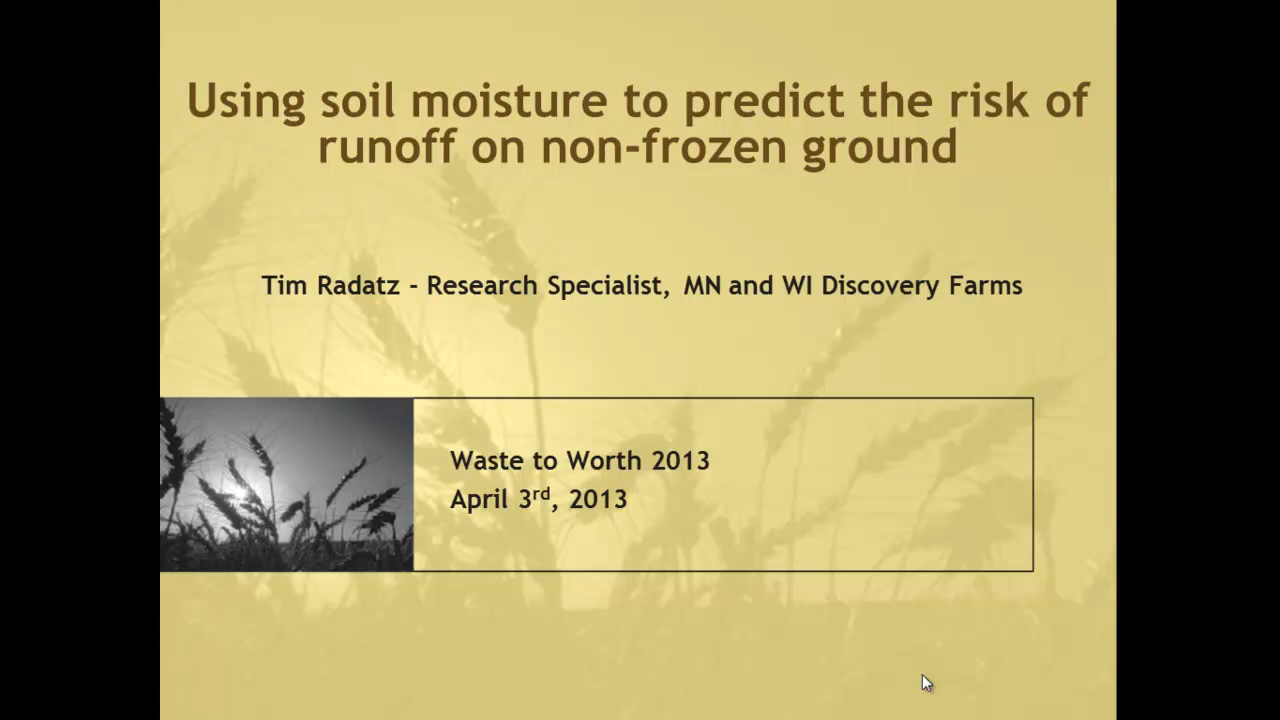 Using soil moisture to predict the risk of
runoff on non-frozen ground
Tim Radatz - Research Specialist, MN and WI Discovery Farms
Waste to Worth 2013
April 3rd, 2013